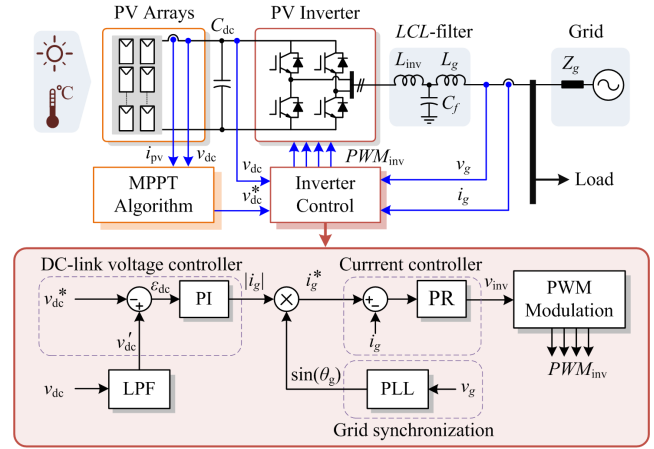 PV Arrays
C_dc
PV Inverter
LCL-filter
Grid
L_inv
L_g
Z_g
C_f
°C
i_pv
v_dc
PWM_inv
v_dc
v_g
MPPT
Algorithm
v_dc*
Inverter
Control
i_g
Load
DC-link voltage controller
Currrent controller
v_dc*
ε_dc
PI
|i_g|
i_g*
PR
v_inv
PWM
Modulation
v_dc′
i_g
PWM_inv
v_dc
LPF
sin(θ_g)
PLL
v_g
Grid synchronization